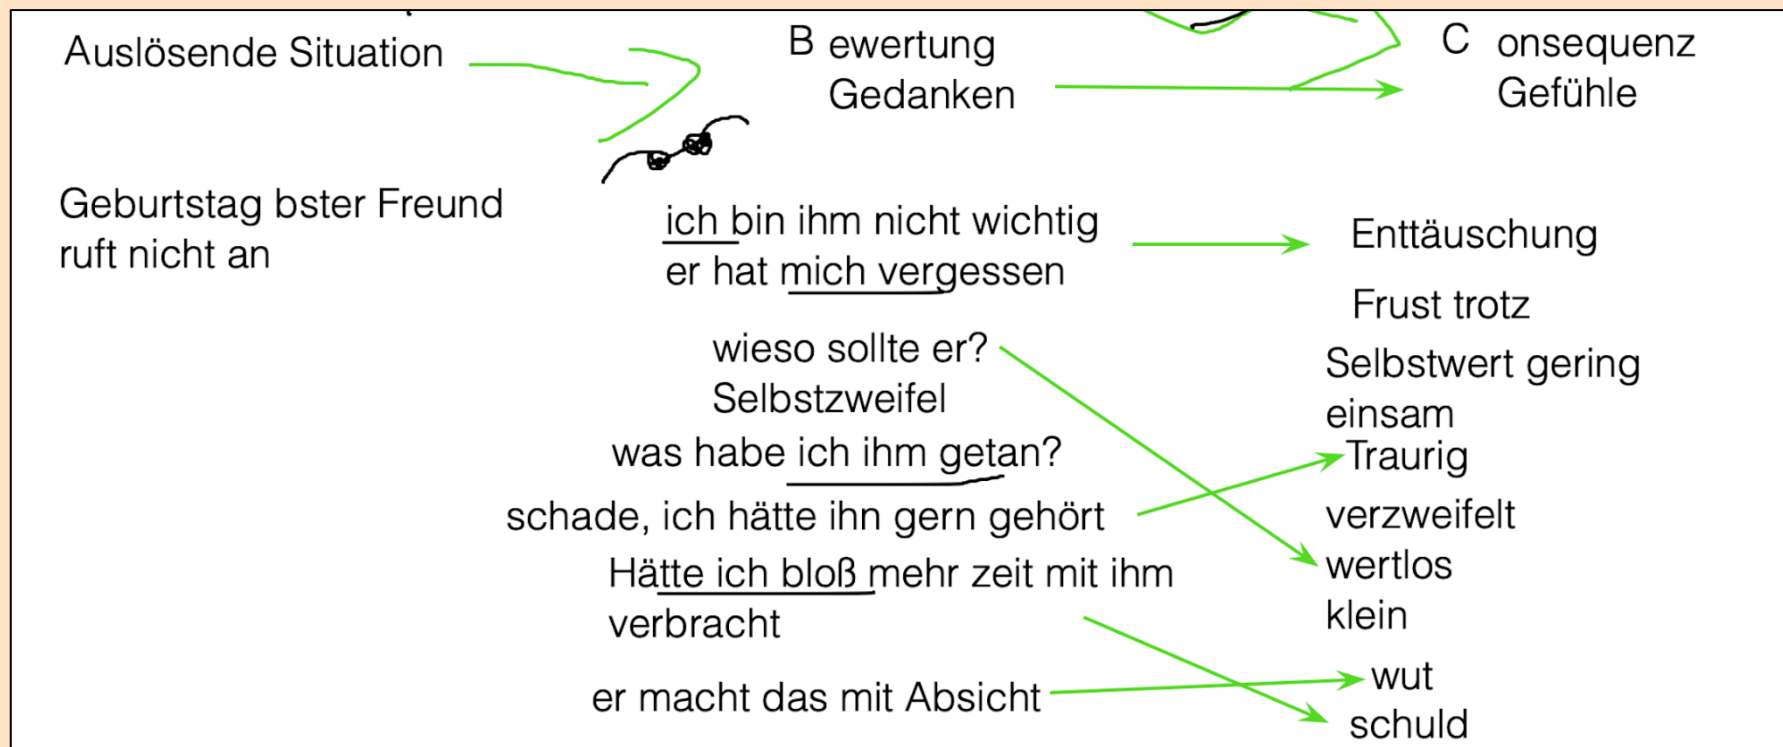 Auslösende Situation
B ewertung
Gedanken
C onsequenz
Gefühle
Geburtstag bster Freund
ruft nicht an
ich bin ihm nicht wichtig
er hat mich vergessen
wieso sollte er?
Selbstzweifel
was habe ich ihm getan?
schade, ich hätte ihn gern gehört
Hätte ich bloß mehr zeit mit ihm
verbracht
er macht das mit Absicht
Enttäuschung
Frust trotz
Selbstwert gering
einsam
Traurig
verzweifelt
wertlos
klein
wut
schuld